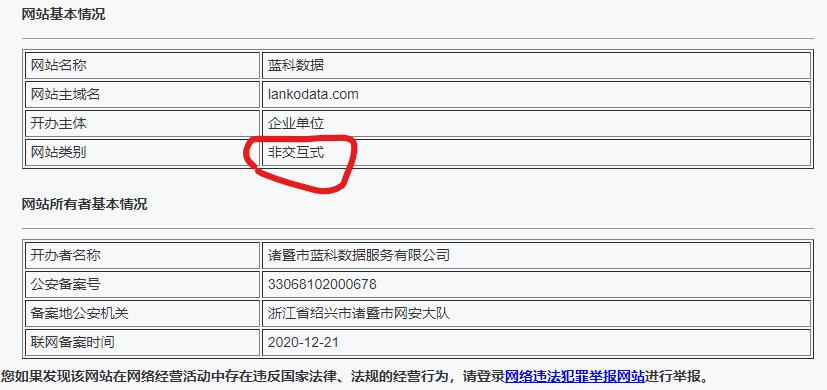 网站基本情况
网站名称 蓝科数据
网站主域名 lankodata.com
开办主体 企业单位
网站类别 非交互式
网站所有者基本情况
开办者名称 诸暨市蓝科数据服务有限公司
公安备案号 33068102000678
备案地公安机关 浙江省绍兴市诸暨市网安大队
联网备案时间 2020-12-21
您如果发现该网站在网络经营活动中存在违反国家法律、法规的经营行为，请登录网络违法犯罪举报网站进行举报。